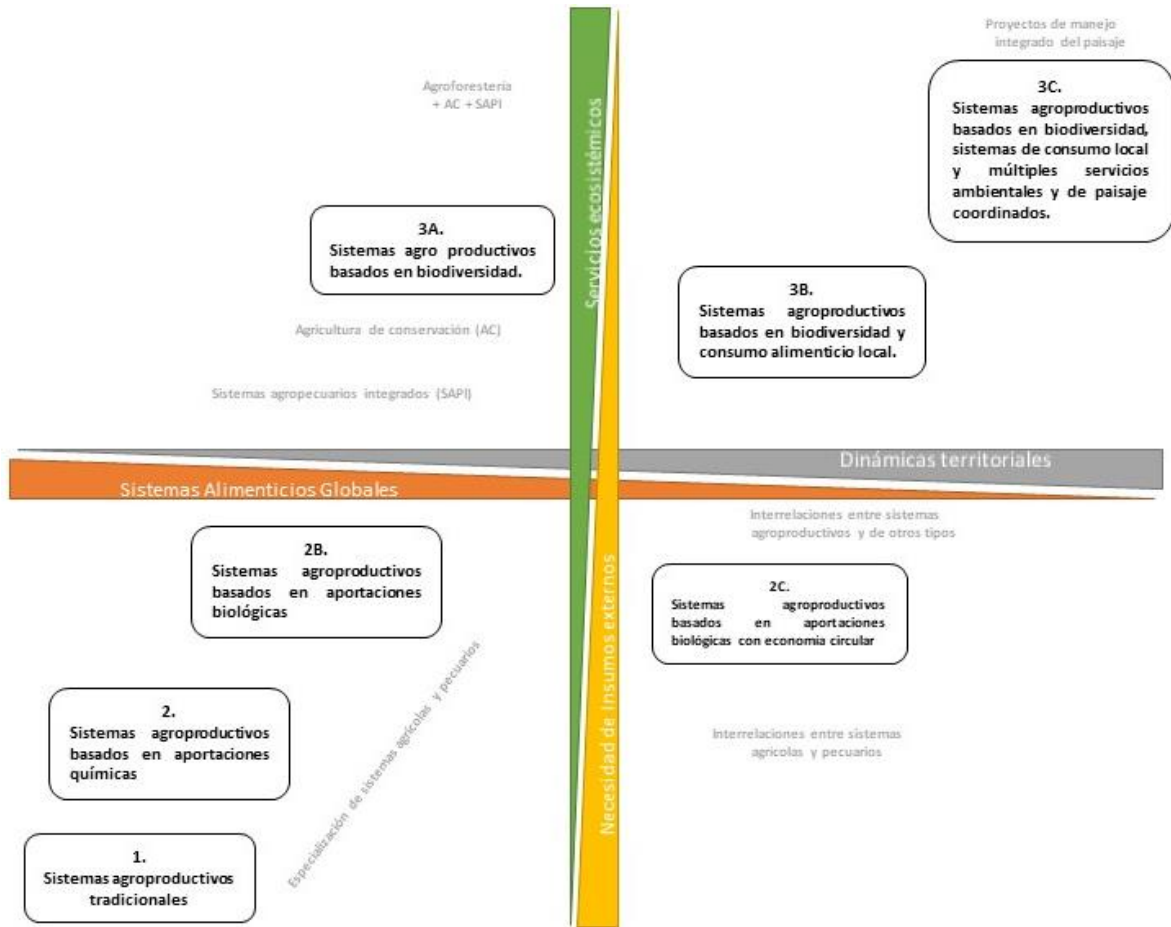 Proyectos de manejo
integrado del paisaje
Agroforestería
+ AC + SAPI
3C.
Sistemas agroproductivos
basados en biodiversidad,
sistemas de consumo local
y múltiples servicios
ambientales y de paisaje
coordinados.
Servicios ecosistémicos
3A.
Sistemas agro productivos
basados en biodiversidad.
3B.
Sistemas agroproductivos
basados en biodiversidad y
consumo alimenticio local.
Agricultura de conservación (AC)
Sistemas agropecuarios integrados (SAPI)
Dinámicas territoriales
Sistemas Alimenticios Globales
Interrelaciones entre sistemas
agroproductivos y de otros tipos
2B.
Sistemas agroproductivos
basados en aportaciones
biológicas
Necesidad de insumos externos
2C.
Sistemas agroproductivos
basados en aportaciones
biológicas con economía circular
Especialización de sistemas agrícolas y pecuarios
2.
Sistemas agroproductivos
basados en aportaciones
químicas
Interrelaciones entre sistemas
agrícolas y pecuarios
1.
Sistemas agroproductivos
tradicionales